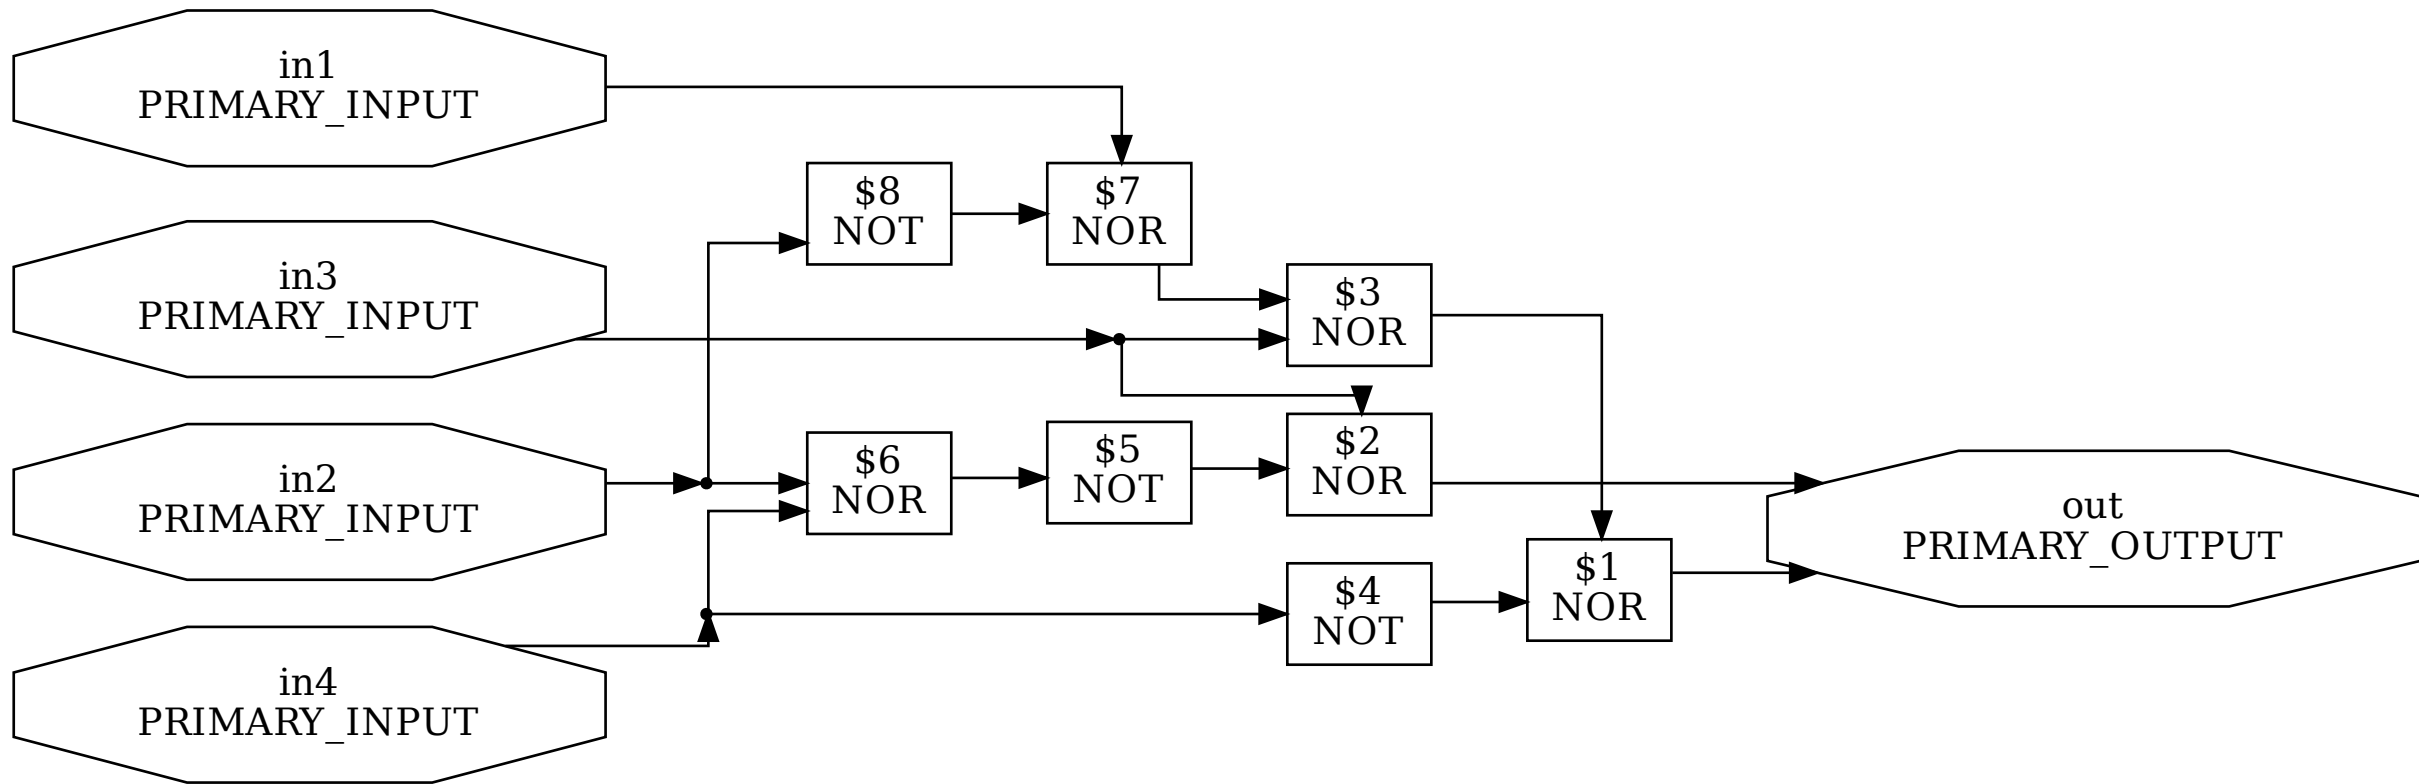 in1
PRIMARY_INPUT
$8
NOT
$7
NOR
in3
PRIMARY_INPUT
$3
NOR
in2
PRIMARY_INPUT
$6
NOR
$5
NOT
$2
NOR
out
PRIMARY_OUTPUT
$4
NOT
$1
NOR
in4
PRIMARY_INPUT